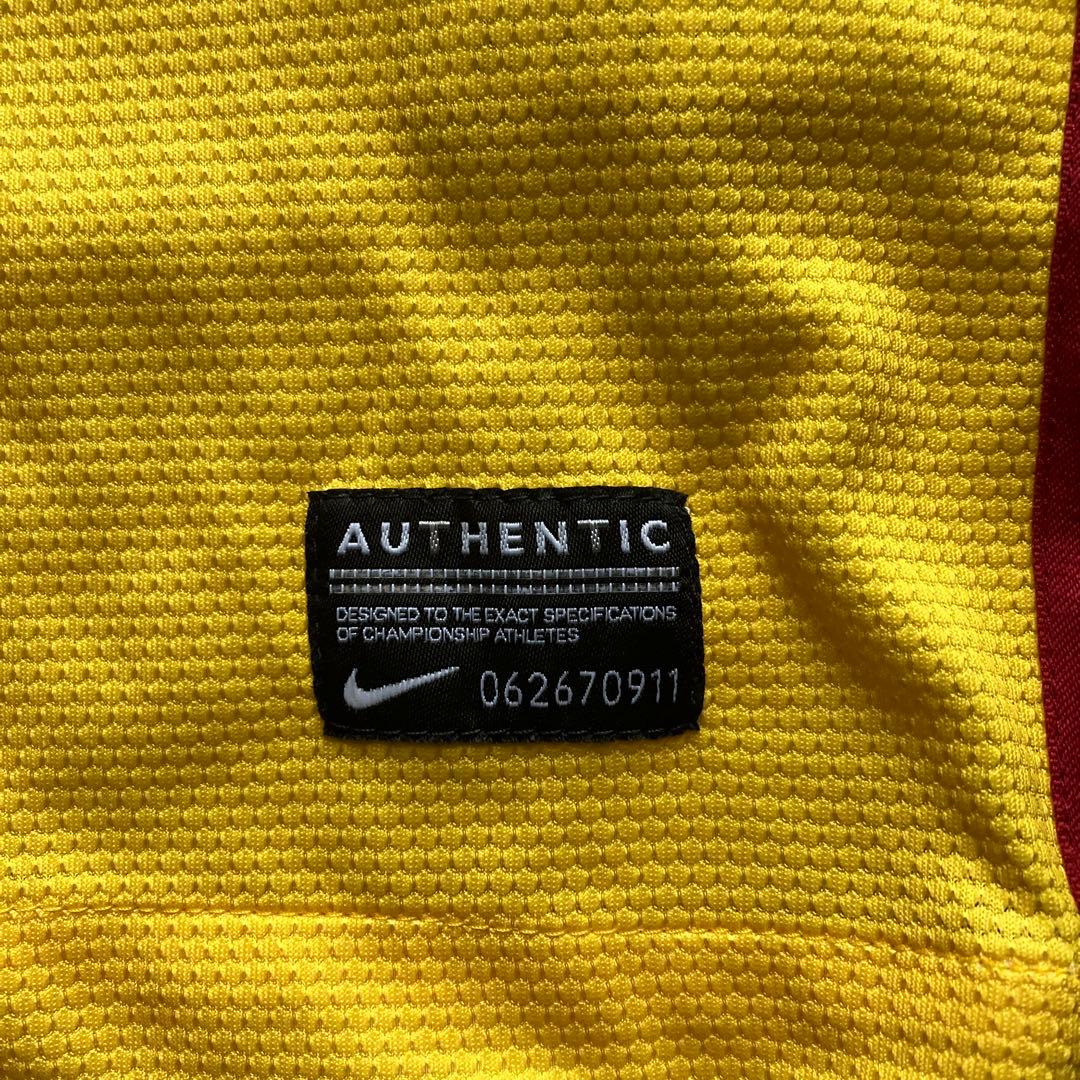 AUTHENTIC
DESIGNED TO THE EXACT SPECIFICATIONS
OF CHAMPIONSHIP ATHLETES
062670911